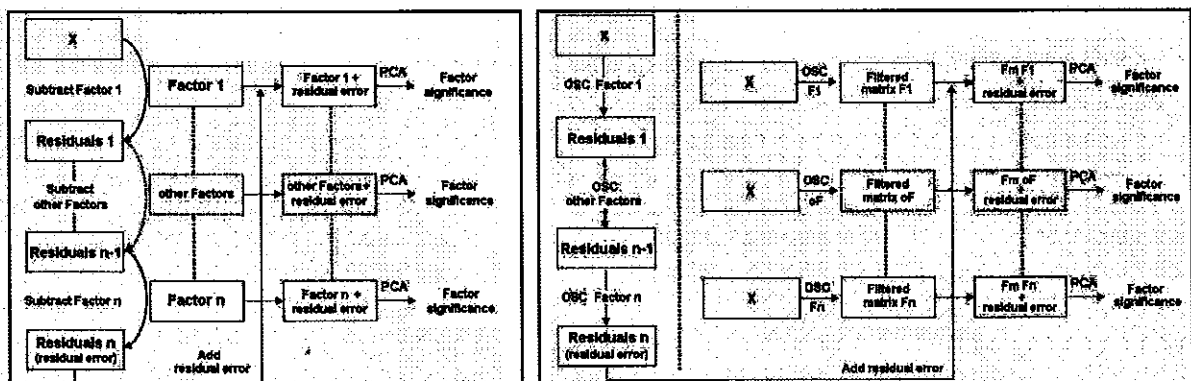 X
Subtract Factor 1
Residuals 1
Subtract
other Factors
Residuals n-1
Subtract Factor n
Residuals n
(residual error)
Factor 1
Factor 1 +
residual error
PCA
Factor
significance
other Factors
other Factors+
residual error
PCA
Factor
significance
Factor n
Factor n +
residual error
PCA
Factor
significance
Add
residual error
X
OSC Factor 1
Residuals 1
OSC
other Factors
Residuals n-1
OSC Factor n
Residuals n
(residual error)
X
OSC
F1
Filtered
matrix F1
Fm F1
+
residual error
PCA
Factor
significance
X
OSC
oF
Filtered
matrix oF
Fm oF
+
residual error
PCA
Factor
significance
X
OSC
Fn
Filtered
matrix Fn
Fm Fn
+
residual error
PCA
Factor
significance
Add residual error